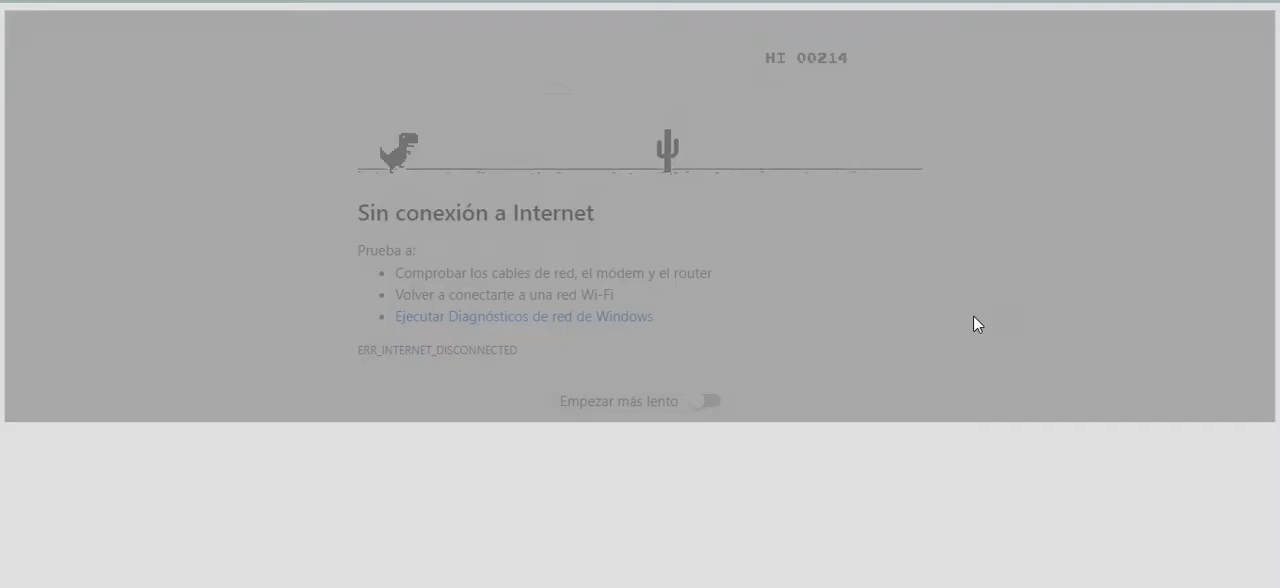 HI 00214
Sin conexión a Internet
Prueba a:
Comprobar los cables de red, el módem y el router
Volver a conectarte a una red Wi-Fi
Ejecutar Diagnósticos de red de Windows
ERR_INTERNET_DISCONNECTED
Empezar más lento